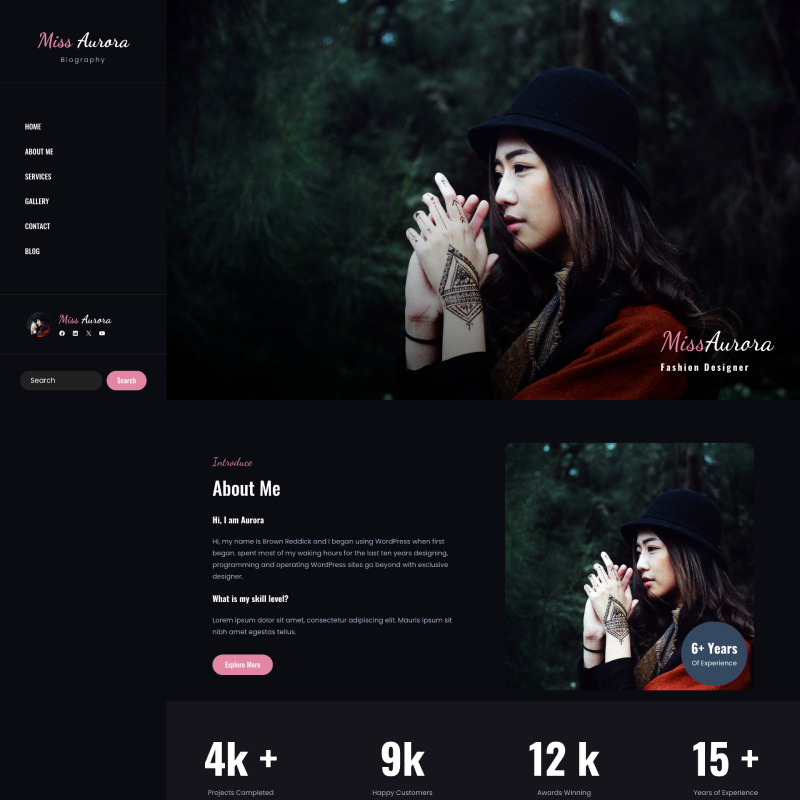 Miss Aurora
Biography
HOME
ABOUT ME
SERVICES
GALLERY
CONTACT
BLOG
Miss Aurora
Search
Search
MissAurora
Fashion Designer
Introduce
About Me
Hi, I am Aurora
Hi, my name is Brown Reddick and I began using WordPress when first
began. spent most of my waking hours for the last ten years designing,
programming and operating WordPress sites go beyond with exclusive
designer.
What is my skill level?
Lorem ipsum dolor sit amet, consectetur adipiscing elit. Mauris ipsum sit
nibh amet egestas tellus.
Explore More
6+ Years
Of Experience
4k +
Projects Completed
9k
Happy Customers
12 k
Awards Winning
15 +
Years of Experience